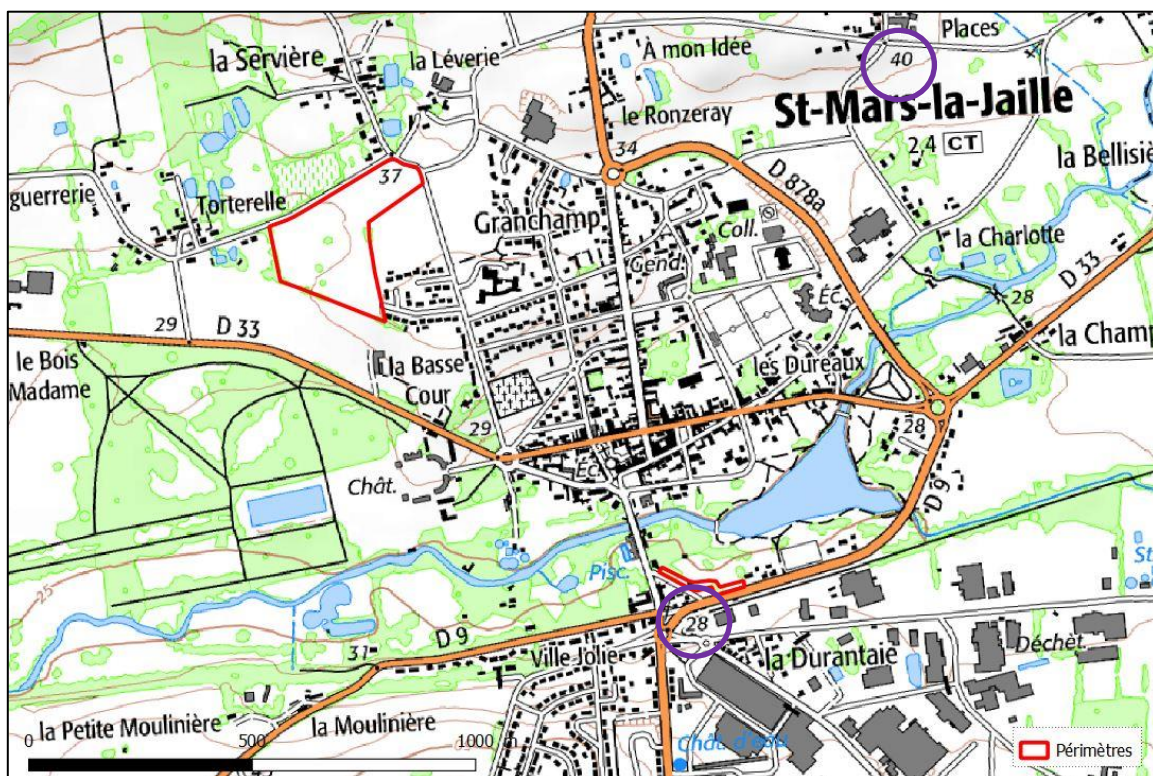 Places
la Servière
la Léverie
À mon Idée
40
le Ronzeray
St-Mars-la-Jaille
34
2,4 CT
la Bellisiè
37
D 878a
guerrerie
Torterelle
Granchamp
Coll.
la Charlotte
Gend.
D 33
Éc.
28
29
D 33
la Champ
le Bois
Madame
la Basse
Cour
les Dureaux
29
28
Éc.
Chât.
D 9
25
Pisc.
St
D 9
28
31
Ville Jolie
la Durantaie
Déchèt.
la Petite Moulinière
la Moulinière
0
500
1000 m
Chât. d'eau
Périmètres